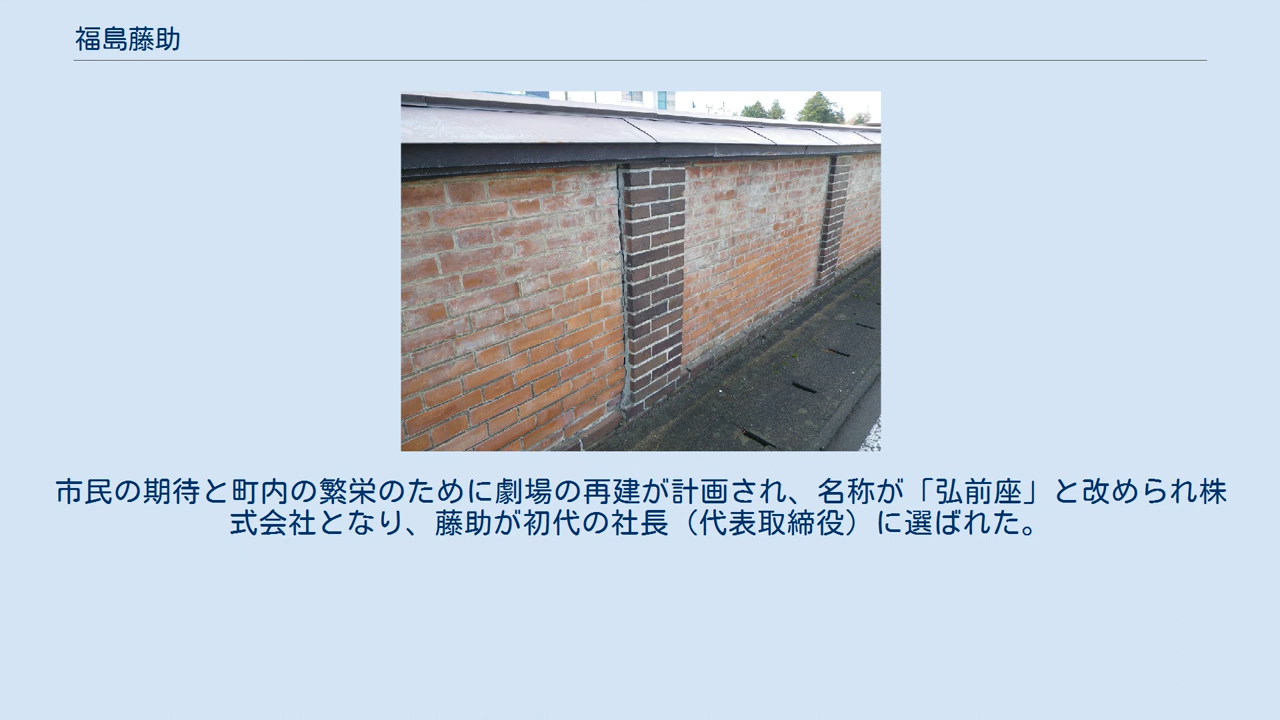 福島藤助
市民の期待と町内の繁栄のために劇場の再建が計画され、名称が「弘前座」と改められ株
式会社となり、藤助が初代の社長（代表取締役）に選ばれた。